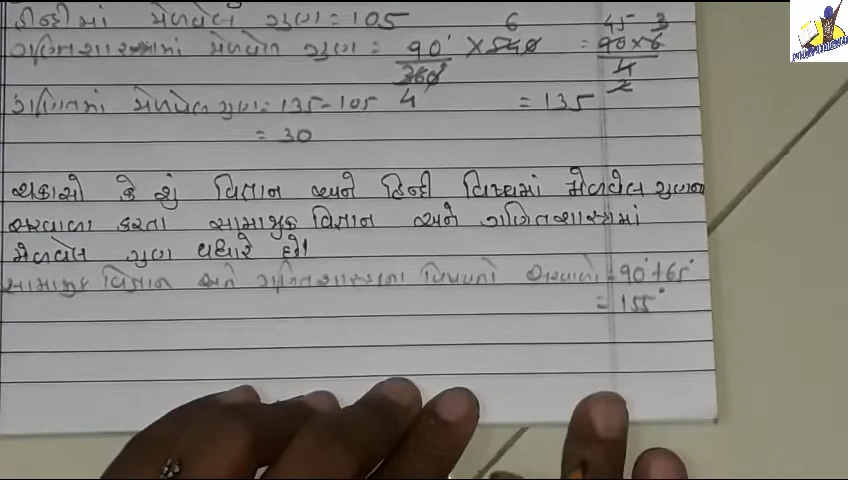 હિન્દીમાં મેળવેલ ગુણ = 105
ગણિતશાસ્ત્રમાં મેળવેલ ગુણ = 90°/360° × 540 = 90 × 6/4
ગણિતમાં મેળવેલ ગુણ = 135 - 105 = 135
= 30
ચકાસો કે શું વિજ્ઞાન અને હિન્દી વિષયમાં મેળવેલ ગુણના
સરવાળા કરતા સામાજીક વિજ્ઞાન અને ગણિતશાસ્ત્રમાં
મેળવેલ ગુણ વધારે છે।
સામાજીક વિજ્ઞાન અને ગણિતશાસ્ત્રના વિષયનો સરવાળો = 90° + 65°
= 155°